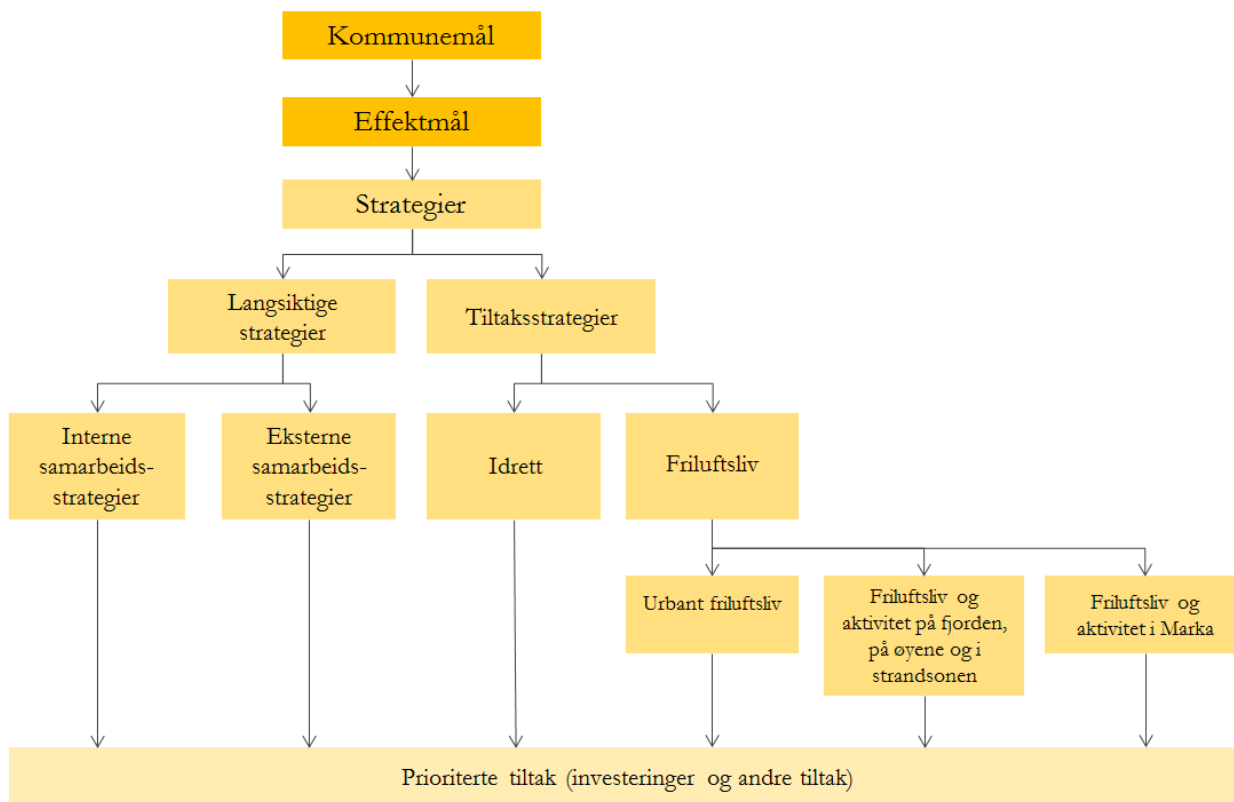 Kommunemål
Effektmål
Strategier
Langsiktige
strategier
Tiltaksstrategier
Interne
samarbeids-
strategier
Eksterne
samarbeids-
strategier
Idrett
Friluftsliv
Urbant friluftsliv
Friluftsliv og
aktivitet på fjorden,
på øyene og i
strandsonen
Friluftsliv og
aktivitet i Marka
Prioriterte tiltak (investeringer og andre tiltak)